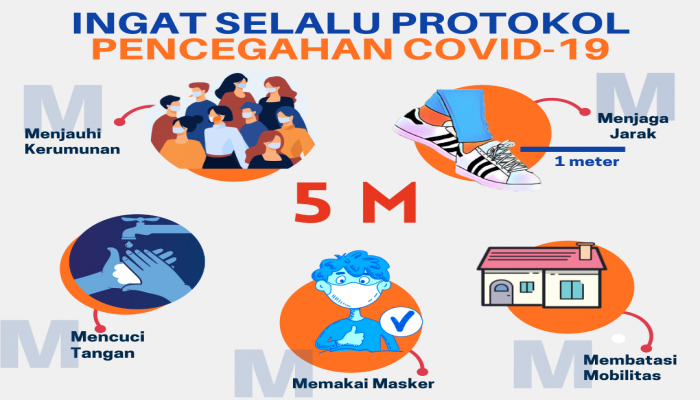 INGAT SELALU PROTOKOL
PENCEGAHAN COVID-19
M
Menjauhi
Kerumunan
M
Menjaga
Jarak
1 meter
5 M
M
Mencuci
Tangan
M
Memakai Masker
M
Membatasi
Mobilitas